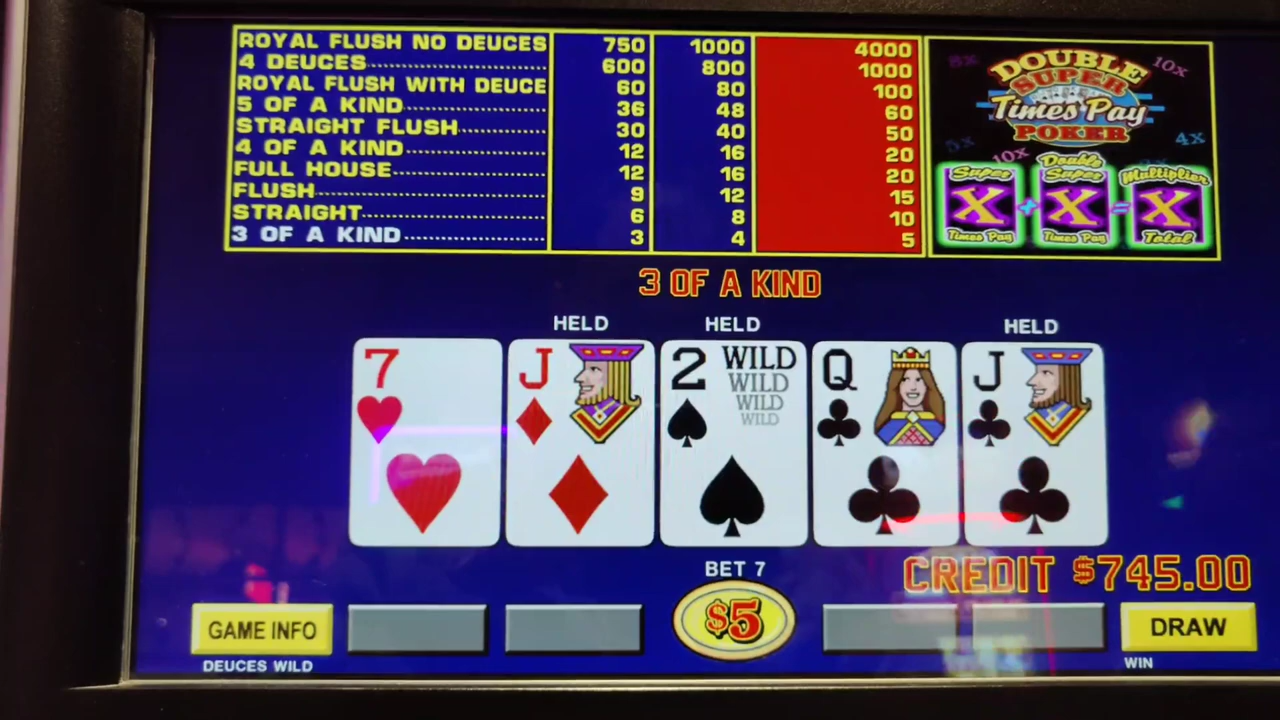 ROYAL FLUSH NO DEUCES 750 1000 4000
4 DEUCES 600 800 1000
ROYAL FLUSH WITH DEUCE 60 80 100
5 OF A KIND 36 48 60
STRAIGHT FLUSH 30 40 50
4 OF A KIND 12 16 20
FULL HOUSE 12 16 20
FLUSH 9 12 15
STRAIGHT 6 8 10
3 OF A KIND 3 4 5
8x 10x
DOUBLE
SUPER
Times Pay
POKER
5x 4x
10x
Super Double Super Multiplier
X + X = X
Times Pay Times Pay Total
3 OF A KIND
HELD HELD HELD
7 J 2 WILD Q J
WILD
WILD
WILD
BET 7
CREDIT $745.00
GAME INFO $5 DRAW
DEUCES WILD WIN